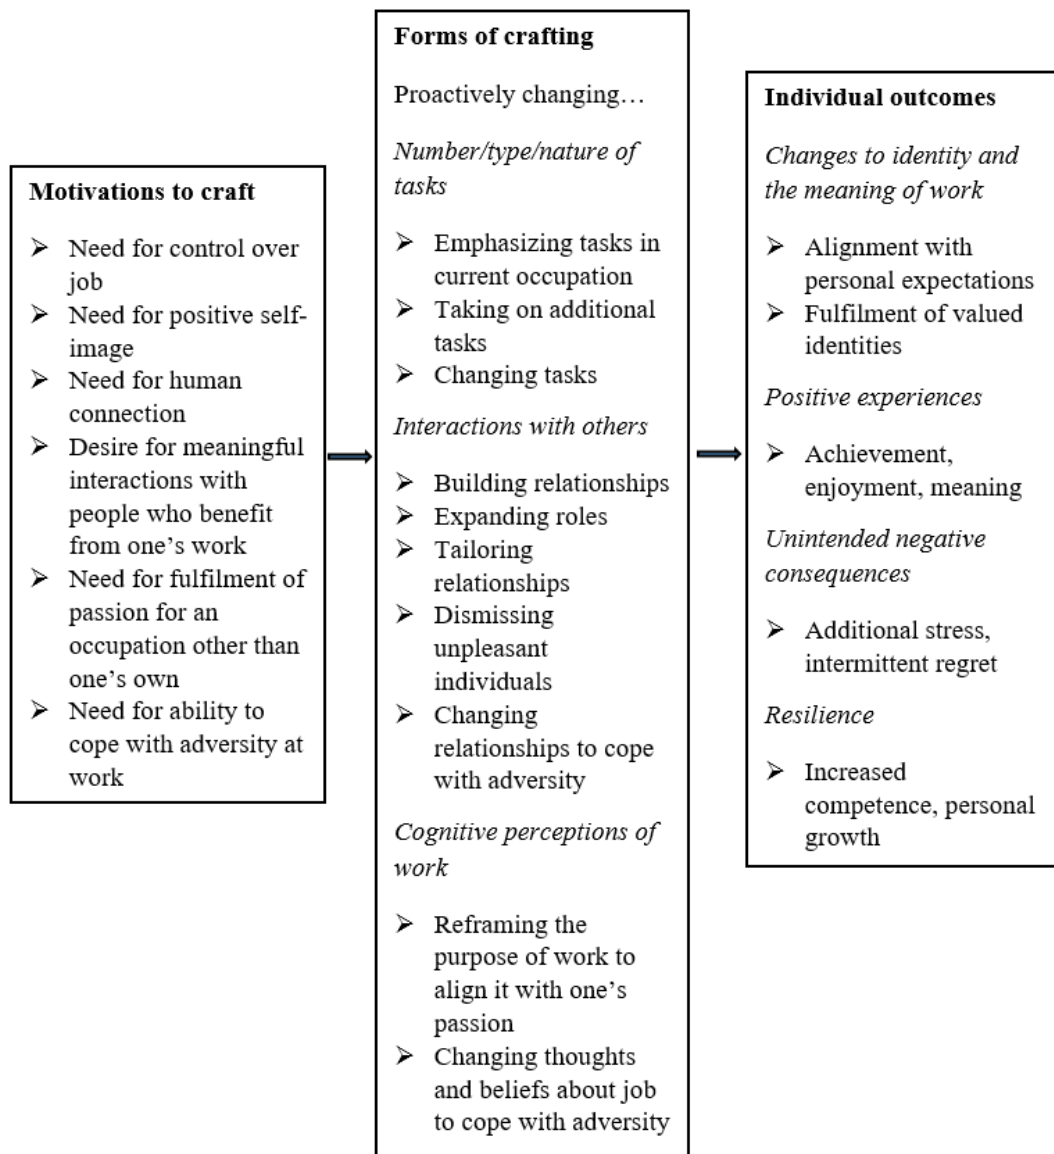 Motivations to craft
➢ Need for control over
job
➢ Need for positive self-
image
➢ Need for human
connection
➢ Desire for meaningful
interactions with
people who benefit
from one’s work
➢ Need for fulfilment of
passion for an
occupation other than
one’s own
➢ Need for ability to
cope with adversity at
work
Forms of crafting
Proactively changing…
Number/type/nature of
tasks
➢ Emphasizing tasks in
current occupation
➢ Taking on additional
tasks
➢ Changing tasks
Interactions with others
➢ Building relationships
➢ Expanding roles
➢ Tailoring
relationships
➢ Dismissing
unpleasant
individuals
➢ Changing
relationships to cope
with adversity
Cognitive perceptions of
work
➢ Reframing the
purpose of work to
align it with one’s
passion
➢ Changing thoughts
and beliefs about job
to cope with adversity
Individual outcomes
Changes to identity and
the meaning of work
➢ Alignment with
personal expectations
➢ Fulfilment of valued
identities
Positive experiences
➢ Achievement,
enjoyment, meaning
Unintended negative
consequences
➢ Additional stress,
intermittent regret
Resilience
➢ Increased
competence, personal
growth